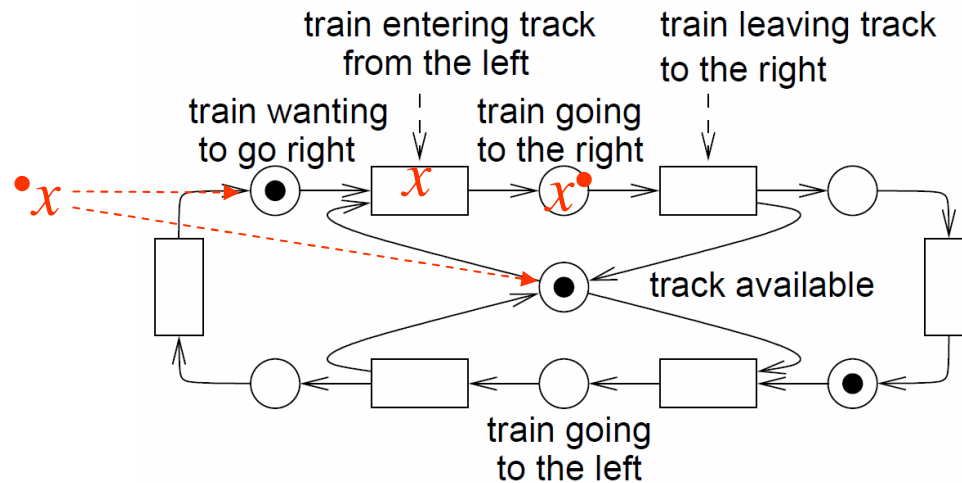 train entering track
from the left
train leaving track
to the right
train wanting
to go right
train going
to the right
•x
x
x•
track available
train going
to the left